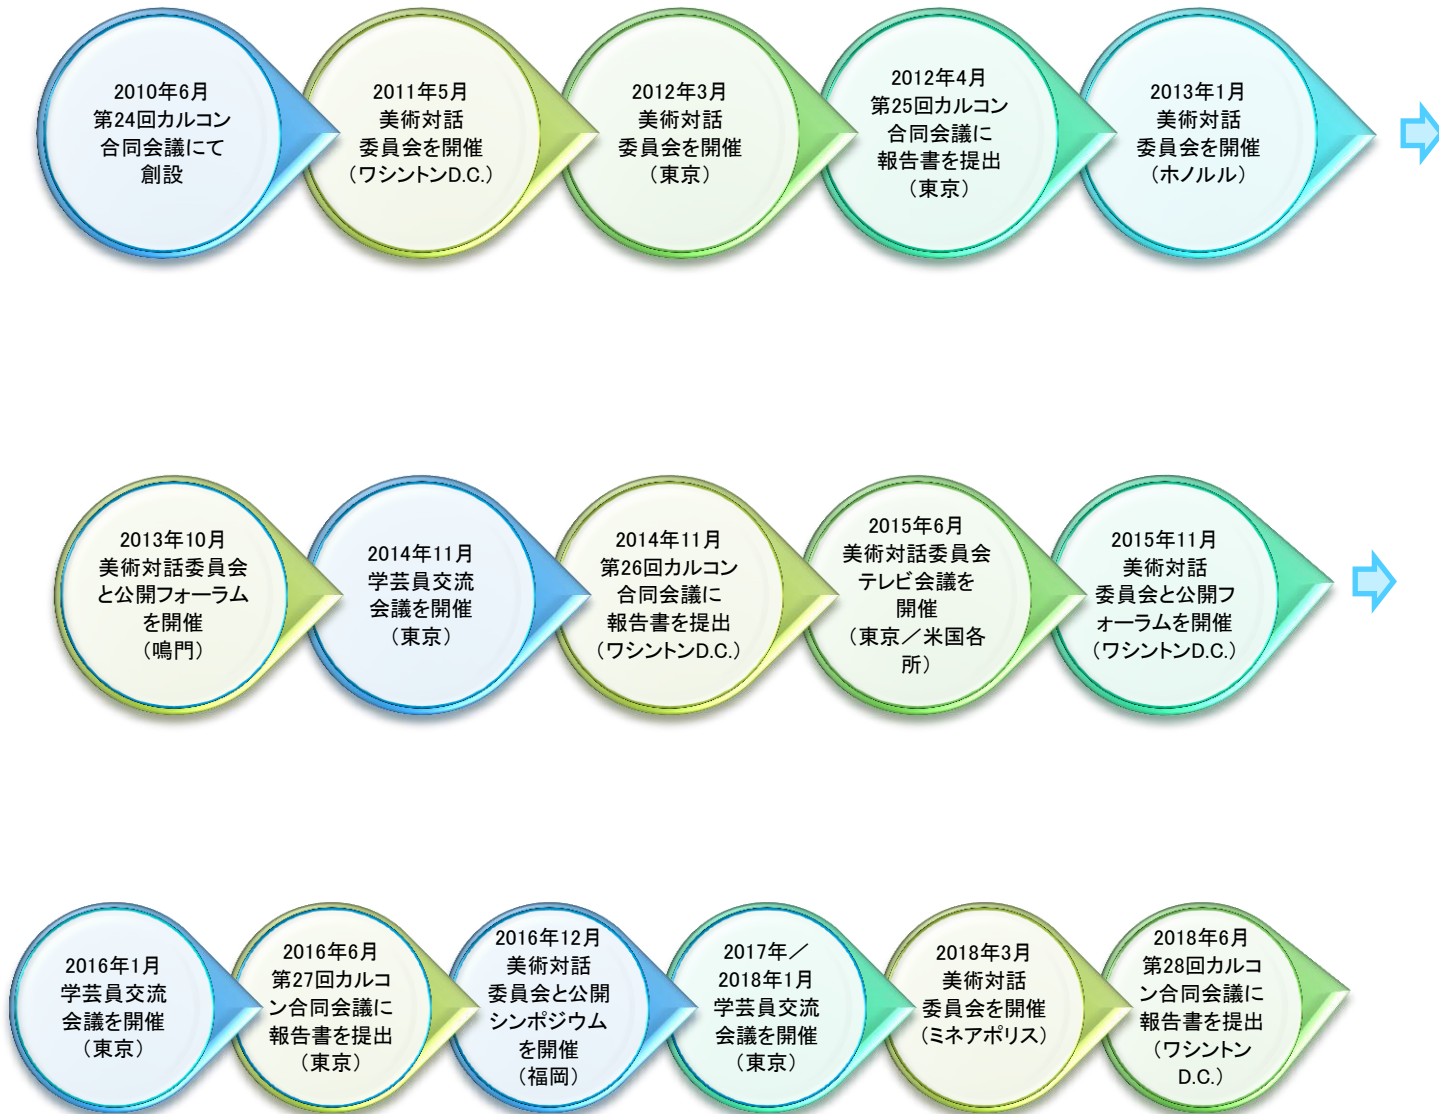 2010年6月
第24回カルコン
合同会議にて
創設
2011年5月
美術対話
委員会を開催
（ワシントンD.C.）
2012年3月
美術対話
委員会を開催
（東京）
2012年4月
第25回カルコン
合同会議に
報告書を提出
（東京）
2013年1月
美術対話
委員会を開催
（ホノルル）
2013年10月
美術対話委員会
と公開フォーラム
を開催
（鳴門）
2014年11月
学芸員交流
会議を開催
（東京）
2014年11月
第26回カルコン
合同会議に
報告書を提出
（ワシントンD.C.）
2015年6月
美術対話委員会
テレビ会議を
開催
（東京／米国各
所）
2015年11月
美術対話
委員会と公開フ
ォーラムを開催
（ワシントンD.C.）
2016年1月
学芸員交流
会議を開催
（東京）
2016年6月
第27回カルコ
ン合同会議に
報告書を提出
（東京）
2016年12月
美術対話
委員会と公開
シンポジウム
を開催
（福岡）
2017年／
2018年1月
学芸員交流
会議を開催
（東京）
2018年3月
美術対話
委員会を開催
（ミネアポリス）
2018年6月
第28回カルコ
ン合同会議に
報告書を提出
（ワシントン
D.C.）